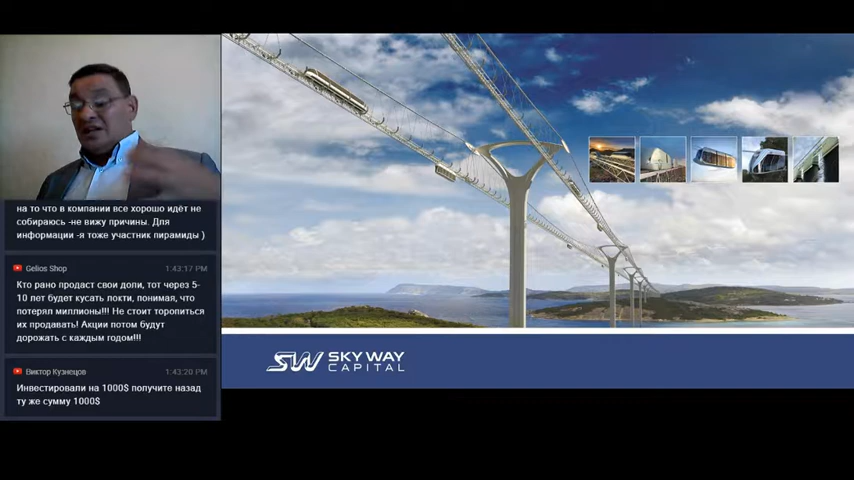 на то что в компании все хорошо идёт не
собираюсь -не вижу причины. Для
информации -я тоже участник пирамиды )
Gelios Shop 1:43:17 PM
Кто рано продаст свои доли, тот через 5-
10 лет будет кусать локти, понимая, что
потерял миллионы!!! Не стоит торопиться
их продавать! Акции потом будут
дорожать с каждым годом!!!
Виктор Кузнецов 1:43:20 PM
Инвестировали на 1000$ получите назад
ту же сумму 1000$
SW SKY WAY
CAPITAL